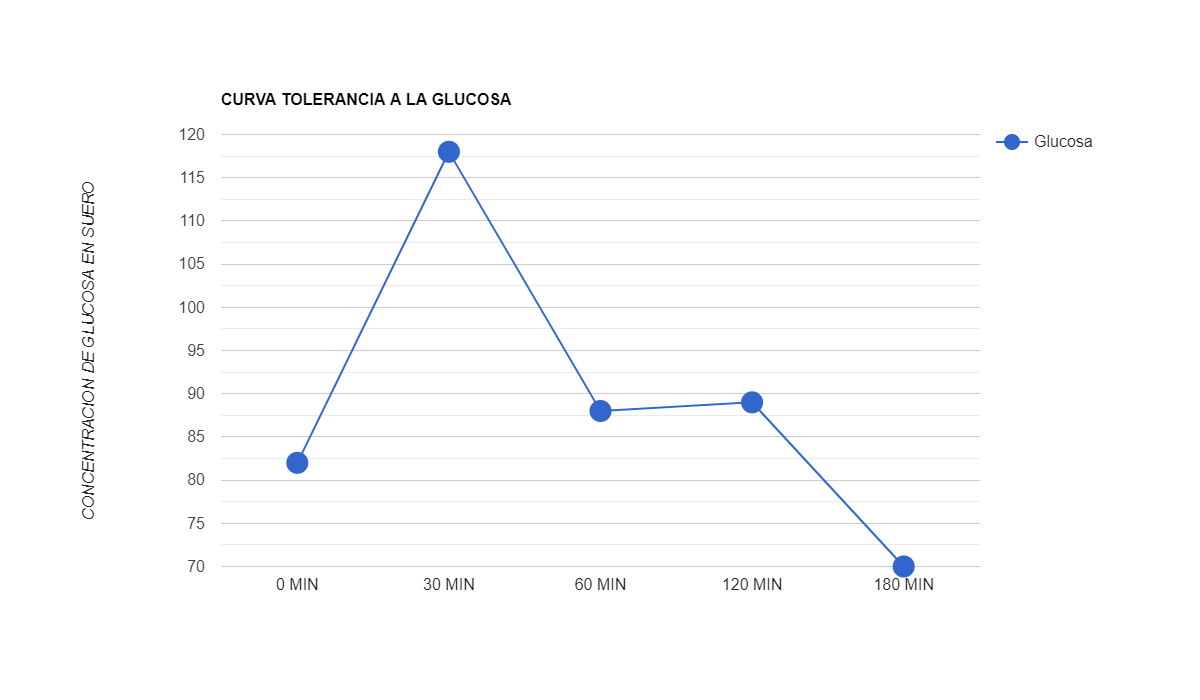 CURVA TOLERANCIA A LA GLUCOSA
Glucosa
CONCENTRACION DE GLUCOSA EN SUERO
120
115
110
105
100
95
90
85
80
75
70
0 MIN
30 MIN
60 MIN
120 MIN
180 MIN